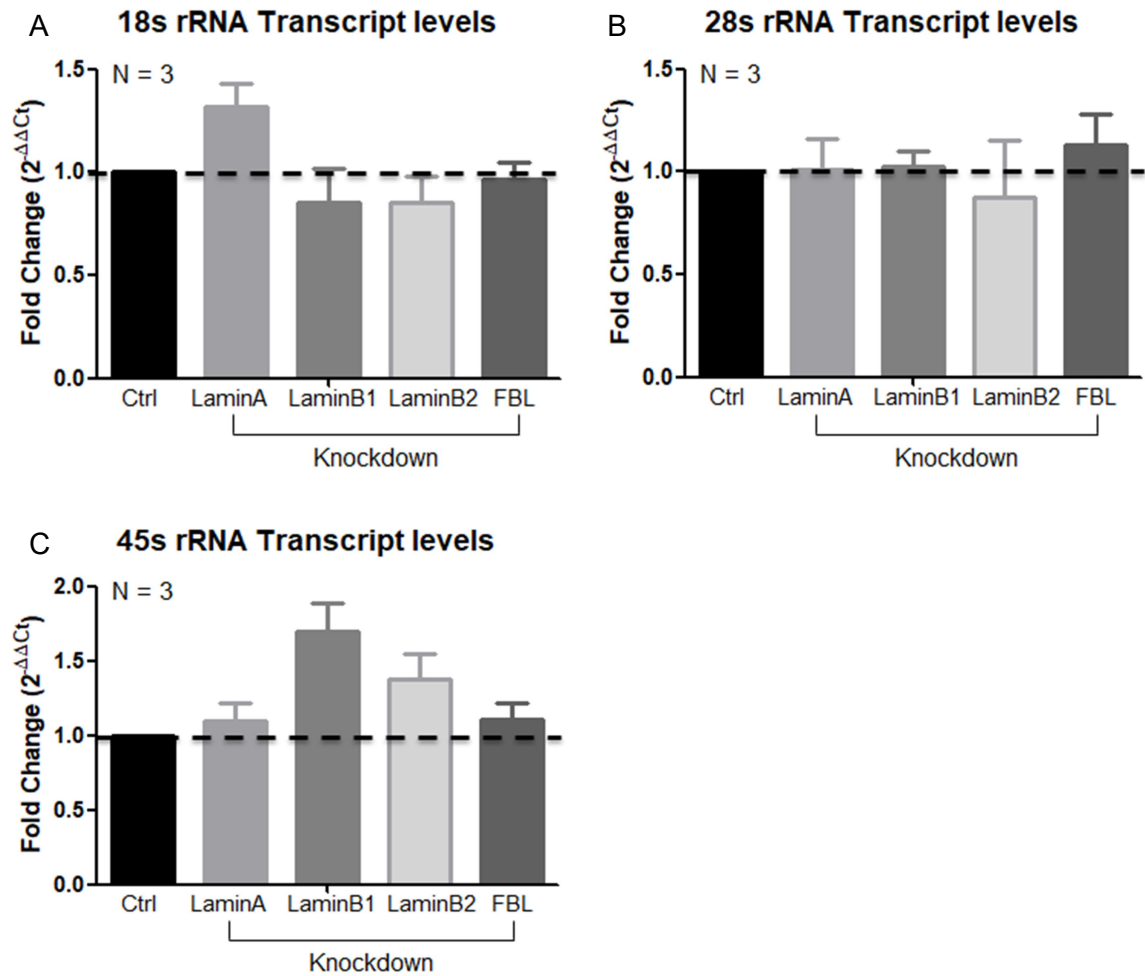 A
18s rRNA Transcript levels
N = 3
Fold Change (2-ΔΔCt)
1.5
1.0
0.5
0.0
Ctrl LaminA LaminB1 LaminB2 FBL
Knockdown
B
28s rRNA Transcript levels
N = 3
Fold Change (2-ΔΔCt)
1.5
1.0
0.5
0.0
Ctrl LaminA LaminB1 LaminB2 FBL
Knockdown
C
45s rRNA Transcript levels
N = 3
Fold Change (2-ΔΔCt)
2.0
1.5
1.0
0.5
0.0
Ctrl LaminA LaminB1 LaminB2 FBL
Knockdown